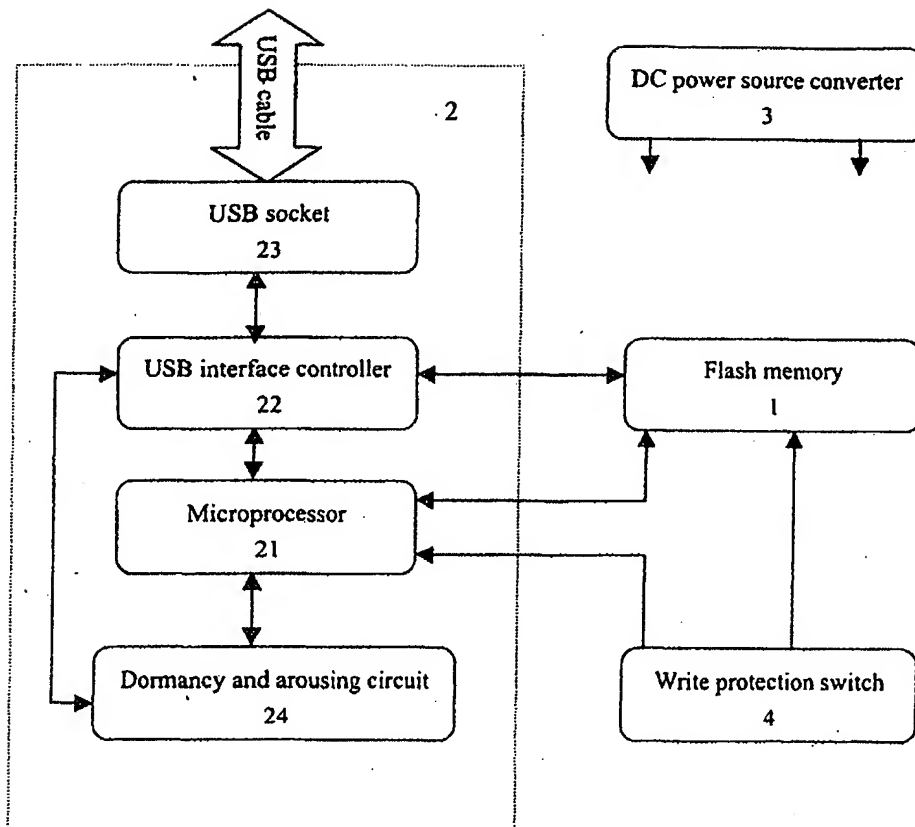 USB cable
2
DC power source converter
3
USB socket
23
USB interface controller
22
Flash memory
1
Microprocessor
21
Dormancy and arousing circuit
24
Write protection switch
4